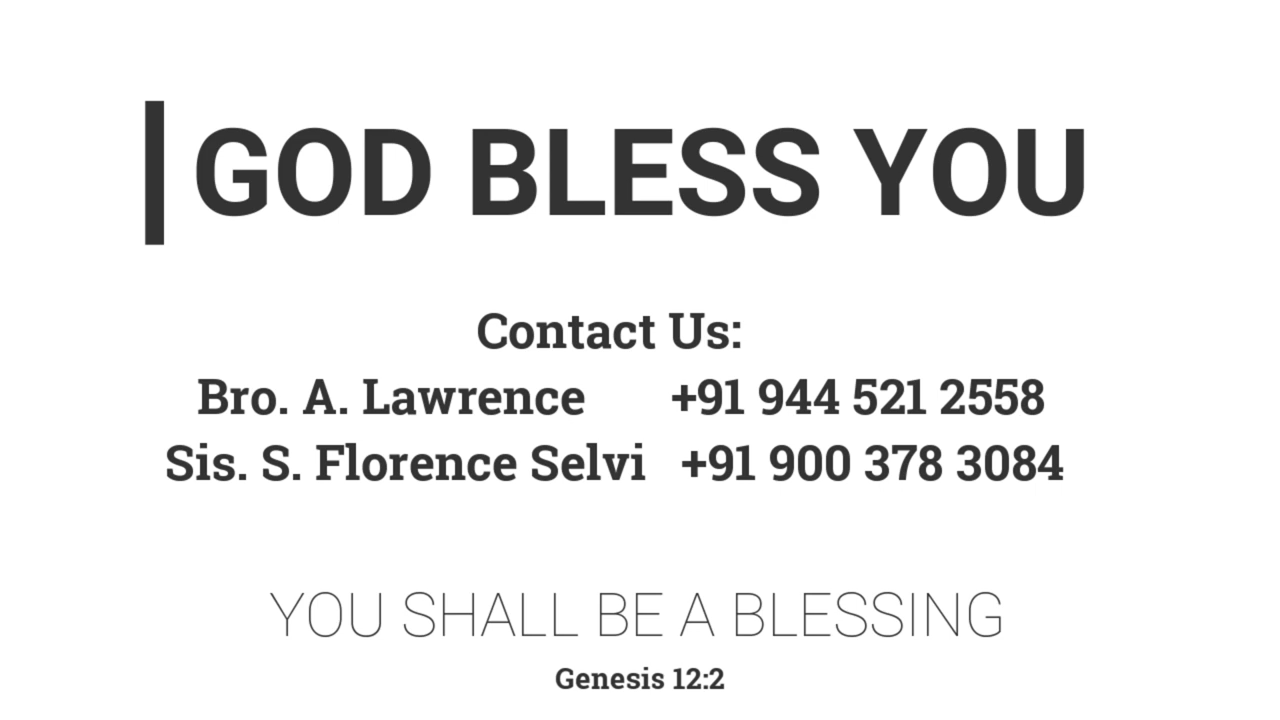 GOD BLESS YOU
Contact Us:
Bro. A. Lawrence +91 944 521 2558
Sis. S. Florence Selvi +91 900 378 3084
YOU SHALL BE A BLESSING
Genesis 12:2